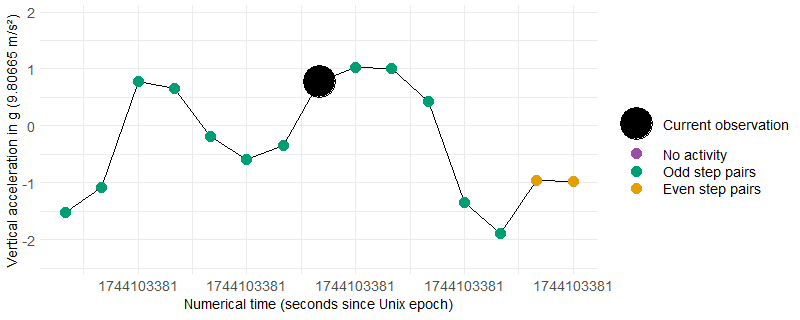 Vertical acceleration in g (9.80665 m/s²)
2
1
0
-1
-2
1744103381 1744103381 1744103381 1744103381 1744103381
Numerical time (seconds since Unix epoch)
Current observation
No activity
Odd step pairs
Even step pairs